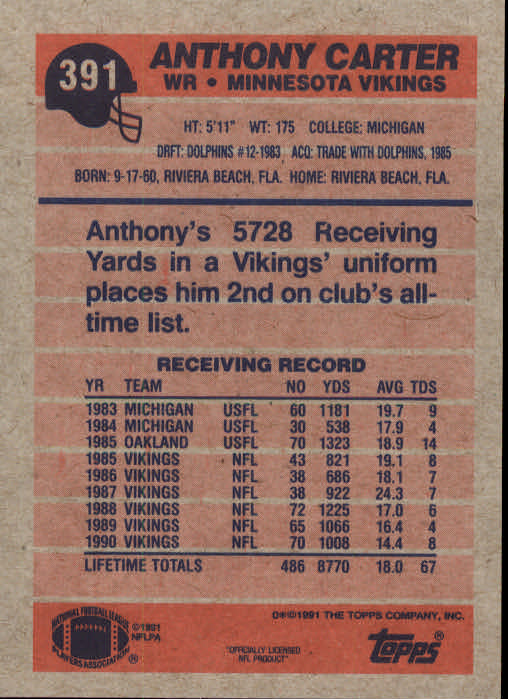 391
ANTHONY CARTER
WR • MINNESOTA VIKINGS
HT: 5'11" WT: 175 COLLEGE: MICHIGAN
DRFT: DOLPHINS #12-1983, ACQ: TRADE WITH DOLPHINS, 1985
BORN: 9-17-60, RIVIERA BEACH, FLA. HOME: RIVIERA BEACH, FLA.
Anthony's 5728 Receiving
Yards in a Vikings' uniform
places him 2nd on club's all-
time list.
RECEIVING RECORD
YR TEAM NO YDS AVG TDS
1983 MICHIGAN USFL 60 1181 19.7 9
1984 MICHIGAN USFL 30 538 17.9 4
1985 OAKLAND USFL 70 1323 18.9 14
1985 VIKINGS NFL 43 821 19.1 8
1986 VIKINGS NFL 38 686 18.1 7
1987 VIKINGS NFL 38 922 24.3 7
1988 VIKINGS NFL 72 1225 17.0 6
1989 VIKINGS NFL 65 1066 16.4 4
1990 VIKINGS NFL 70 1008 14.4 8
LIFETIME TOTALS 486 8770 18.0 67
NATIONAL FOOTBALL LEAGUE
PLAYERS ASSOCIATION ®
©1991
NFLPA
"OFFICIALLY LICENSED
NFL PRODUCT"
0✻©1991 THE TOPPS COMPANY, INC.
topps®